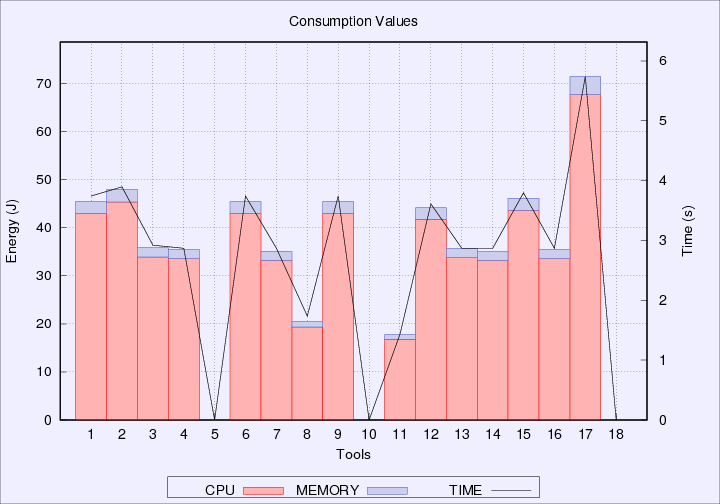 Consumption Values
70
60
50
40
30
20
10
0
6
5
4
3
2
1
0
Energy (J)
Time (s)
1 2 3 4 5 6 7 8 9 10 11 12 13 14 15 16 17 18
Tools
CPU MEMORY TIME